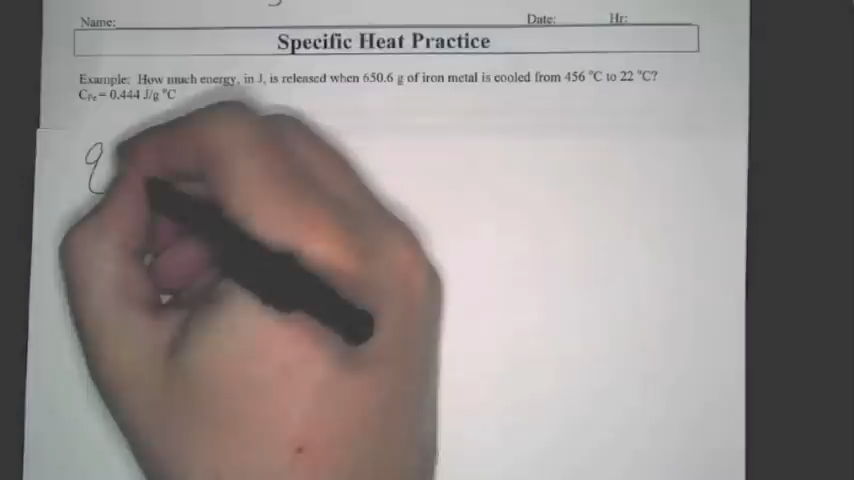 Name: Date: Hr:
Specific Heat Practice
Example: How much energy, in J, is released when 650.6 g of iron metal is cooled from 456 °C to 22 °C?
C_Fe = 0.444 J/g °C
q